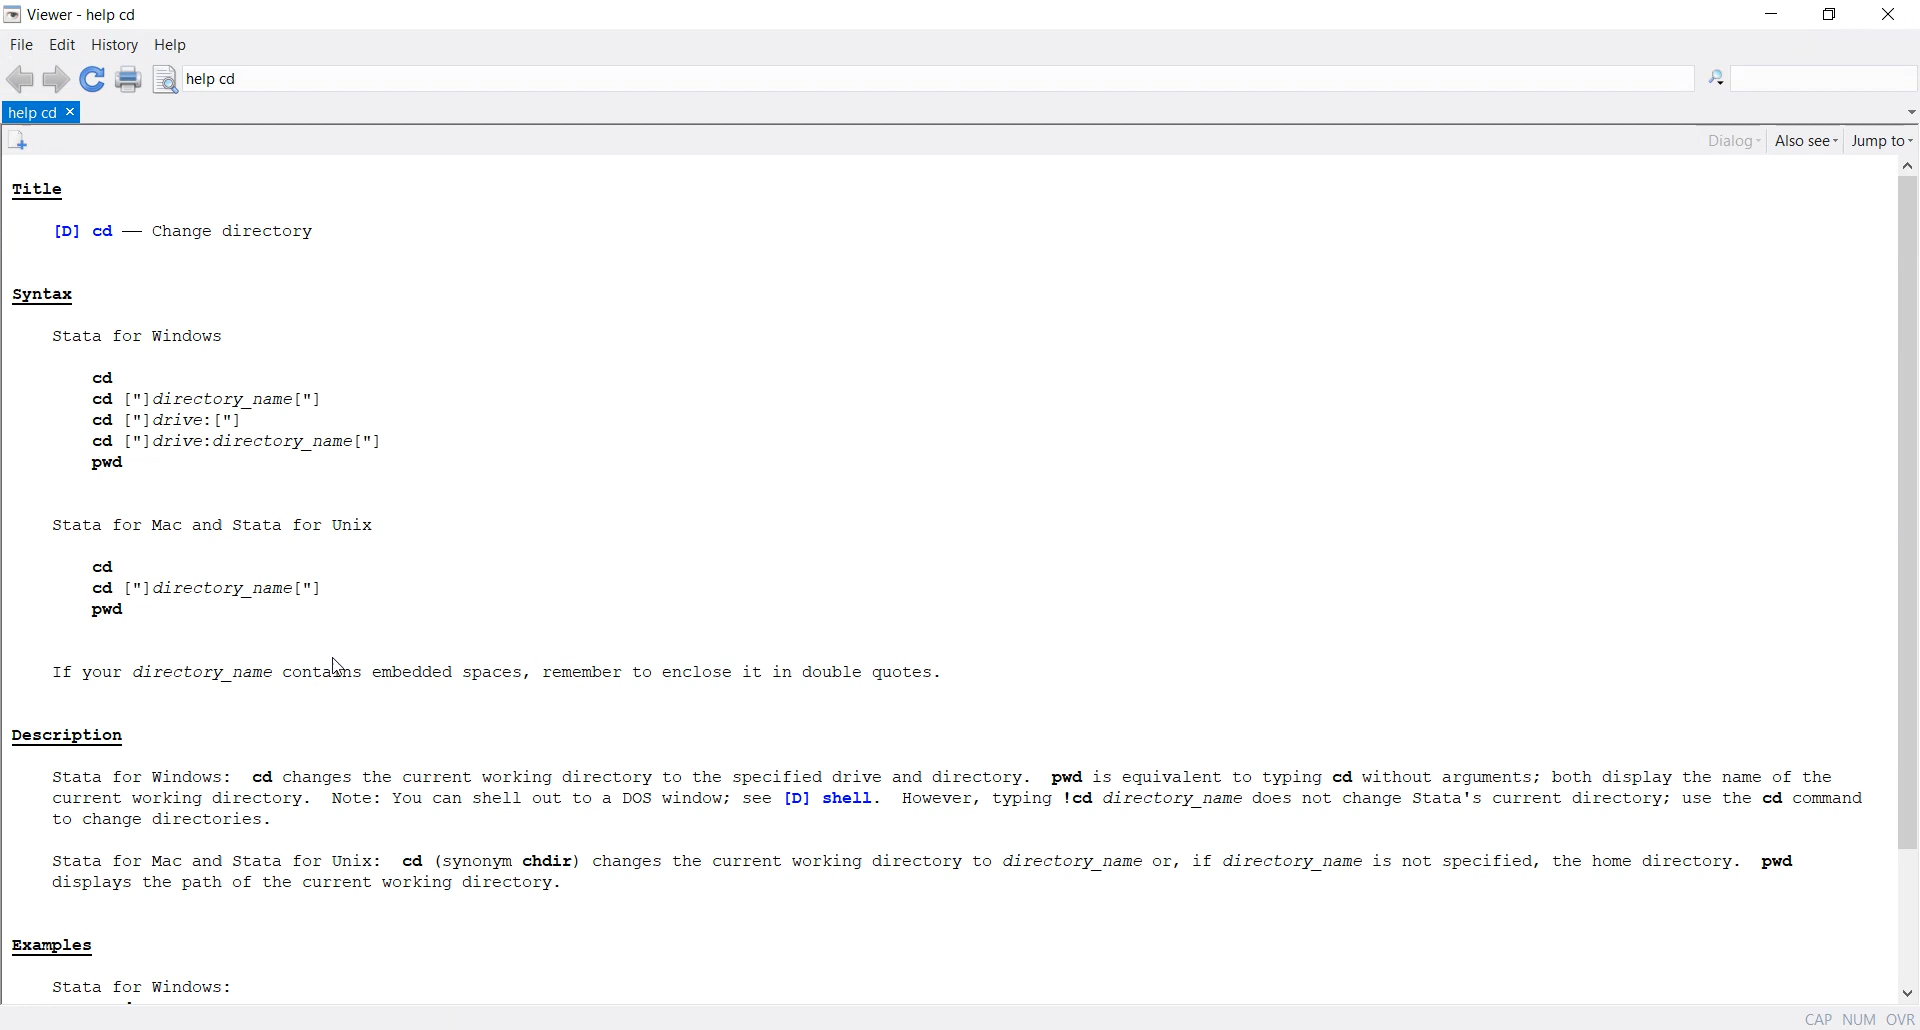 Viewer - help cd
File Edit History Help
help cd
help cd ×
Dialog Also see Jump to
Title
[D] cd — Change directory
Syntax
Stata for Windows
cd
cd ["]directory_name["]
cd ["]drive:["]
cd ["]drive:directory_name["]
pwd
Stata for Mac and Stata for Unix
cd
cd ["]directory_name["]
pwd
If your directory_name contains embedded spaces, remember to enclose it in double quotes.
Description
Stata for Windows: cd changes the current working directory to the specified drive and directory. pwd is equivalent to typing cd without arguments; both display the name of the
current working directory. Note: You can shell out to a DOS window; see [D] shell. However, typing !cd directory_name does not change Stata's current directory; use the cd command
to change directories.
Stata for Mac and Stata for Unix: cd (synonym chdir) changes the current working directory to directory_name or, if directory_name is not specified, the home directory. pwd
displays the path of the current working directory.
Examples
Stata for Windows:
CAP NUM OVR